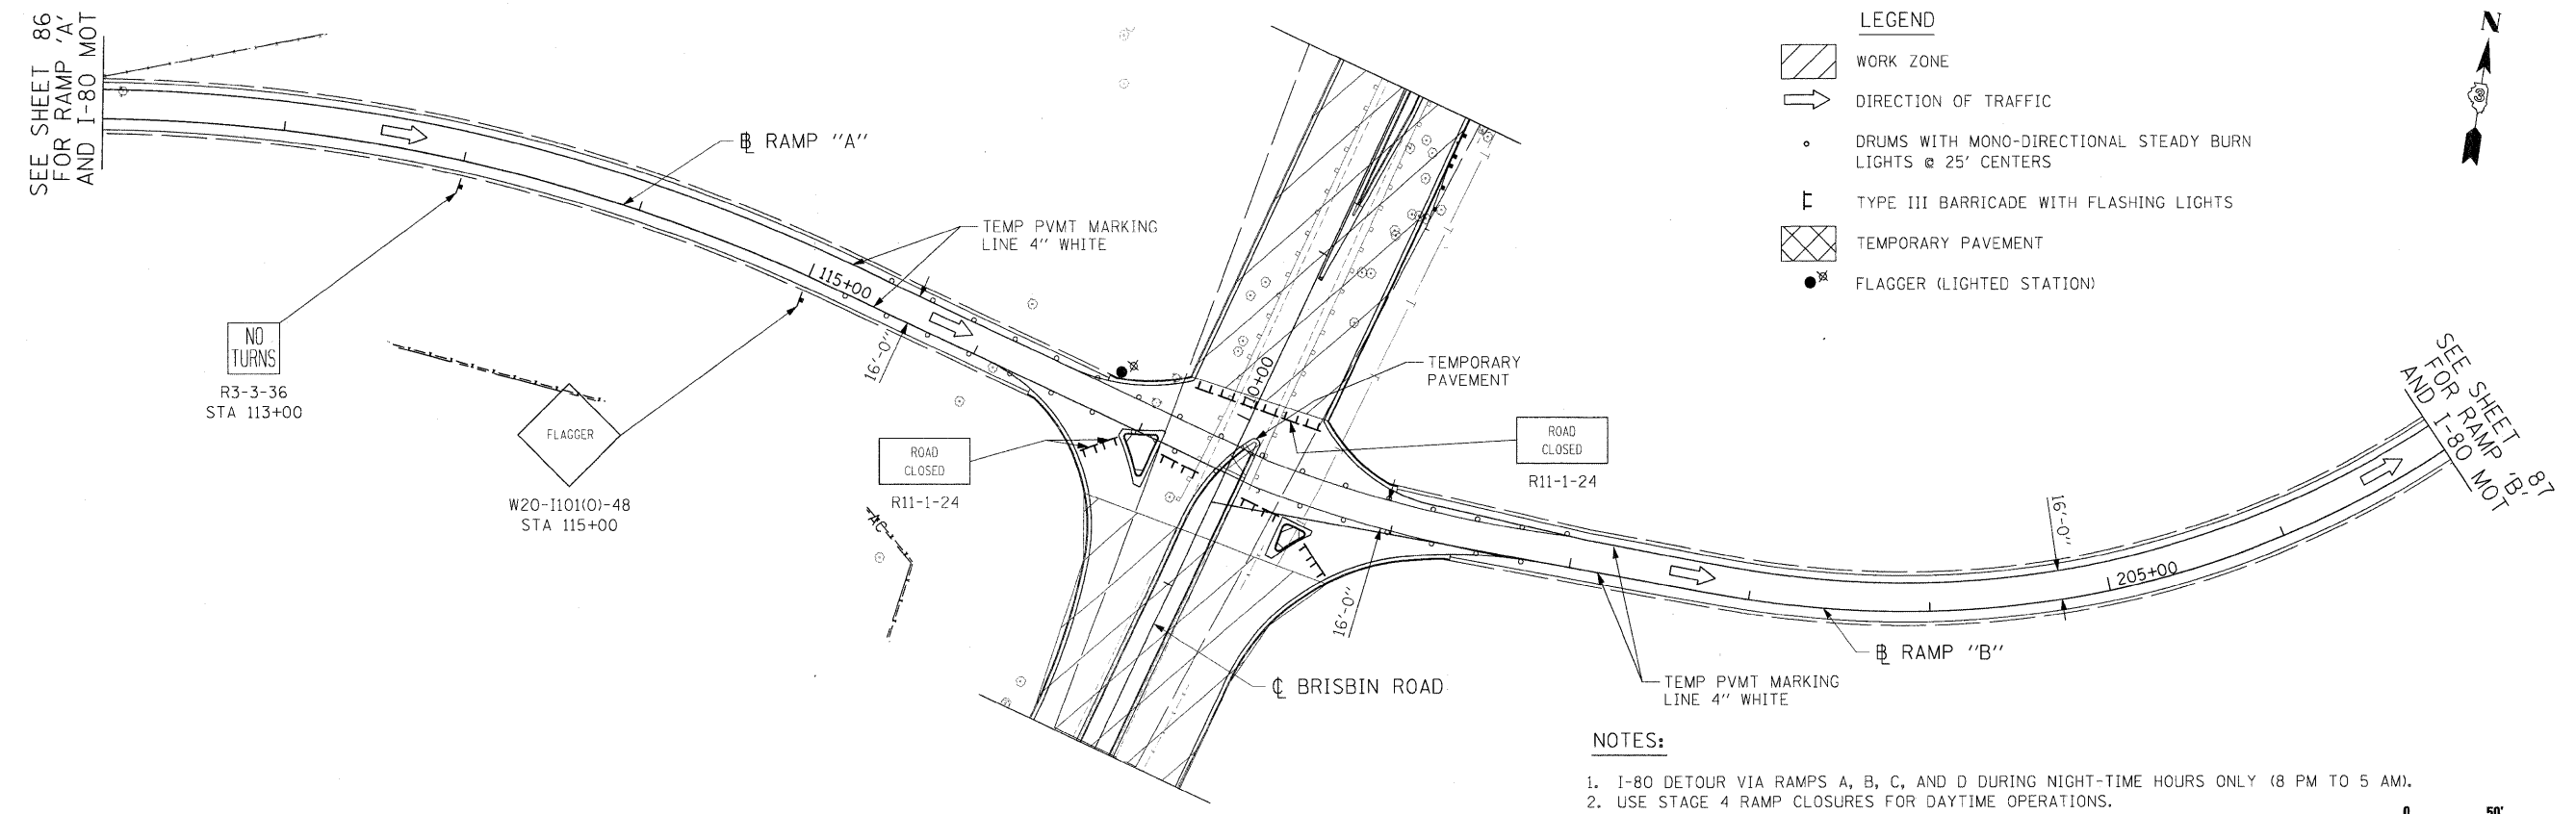 SEE SHEET 86
FOR RAMP 'A'
AND I-80 MOT
℄ RAMP "A"
TEMP PVMT MARKING
LINE 4" WHITE
115+00
16'-0"
NO
TURNS
R3-3-36
STA 113+00
FLAGGER
W20-I101(O)-48
STA 115+00
ROAD
CLOSED
R11-1-24
AC
0+00
TEMPORARY
PAVEMENT
ROAD
CLOSED
R11-1-24
16'-0"
℄ BRISBIN ROAD
16'-0"
205+00
℄ RAMP "B"
TEMP PVMT MARKING
LINE 4" WHITE
SEE SHEET 87
FOR RAMP 'B'
AND I-80 MOT
LEGEND
WORK ZONE
DIRECTION OF TRAFFIC
DRUMS WITH MONO-DIRECTIONAL STEADY BURN
LIGHTS @ 25' CENTERS
TYPE III BARRICADE WITH FLASHING LIGHTS
TEMPORARY PAVEMENT
FLAGGER (LIGHTED STATION)
N
3
NOTES:
1. I-80 DETOUR VIA RAMPS A, B, C, AND D DURING NIGHT-TIME HOURS ONLY (8 PM TO 5 AM).
2. USE STAGE 4 RAMP CLOSURES FOR DAYTIME OPERATIONS.
0 50'